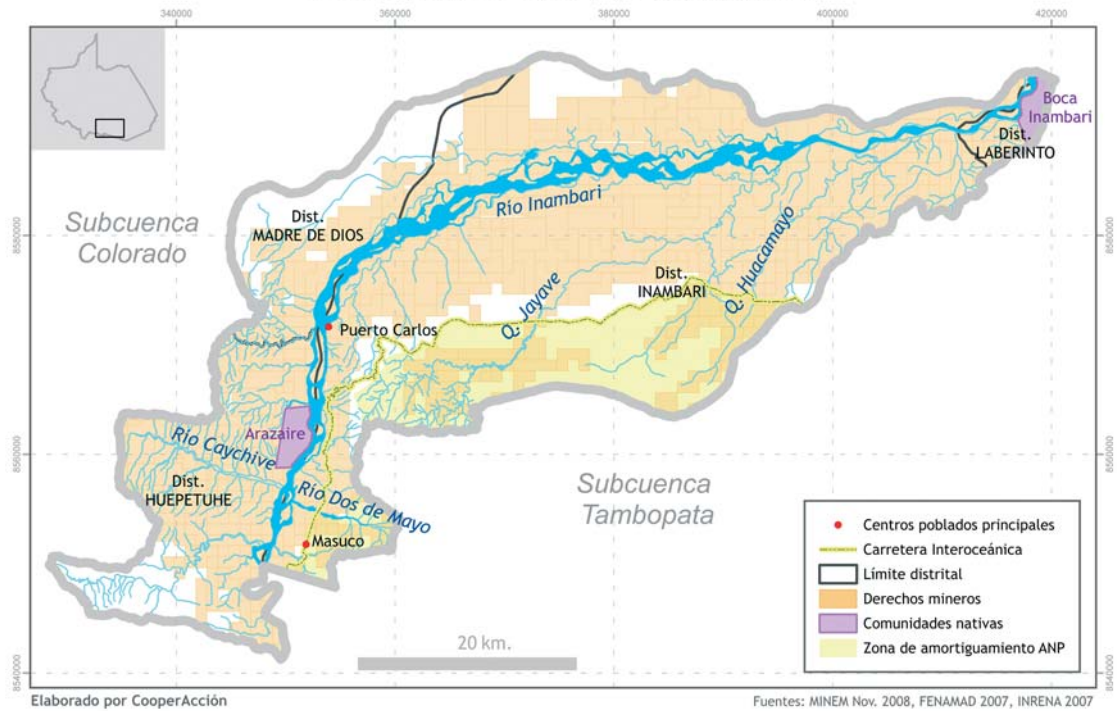 340000
360000
380000
400000
420000
Boca
Inambari
Dist.
LABERINTO
Río Inambari
Subcuenca
Colorado
Dist.
MADRE DE DIOS
8580000
8580000
Dist.
INAMBARI
Q. Huacamayo
Q. Jayave
Puerto Carlos
Arazaire
8560000
8560000
Río Caychive
Dist.
HUEPETUHE
Río Dos de Mayo
Masuco
Subcuenca
Tambopata
Centros poblados principales
Carretera Interoceánica
Límite distrital
Derechos mineros
Comunidades nativas
Zona de amortiguamiento ANP
20 km.
8540000
8540000
Elaborado por CooperAcción
Fuentes: MINEM Nov. 2008, FENAMAD 2007, INRENA 2007